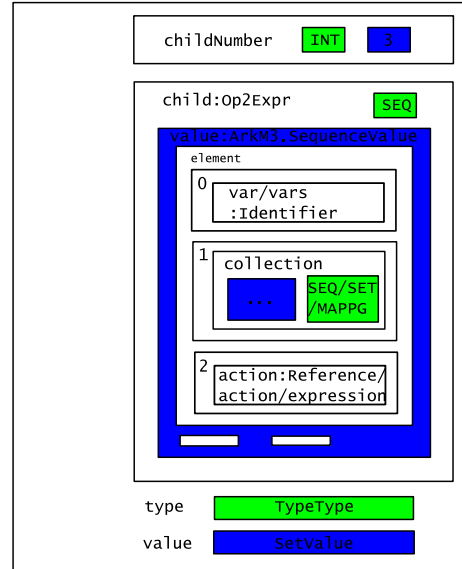 childNumber INT 3
child:Op2Expr SEQ
value:ArkM3.SequenceValue
element
0 var/vars
:Identifier
1 collection
... SEQ/SET
/MAPPG
2 action:Reference/
action/expression
type TypeType
value SetValue